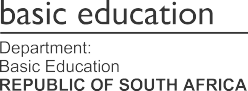 basic education
Department:
Basic Education
REPUBLIC OF SOUTH AFRICA